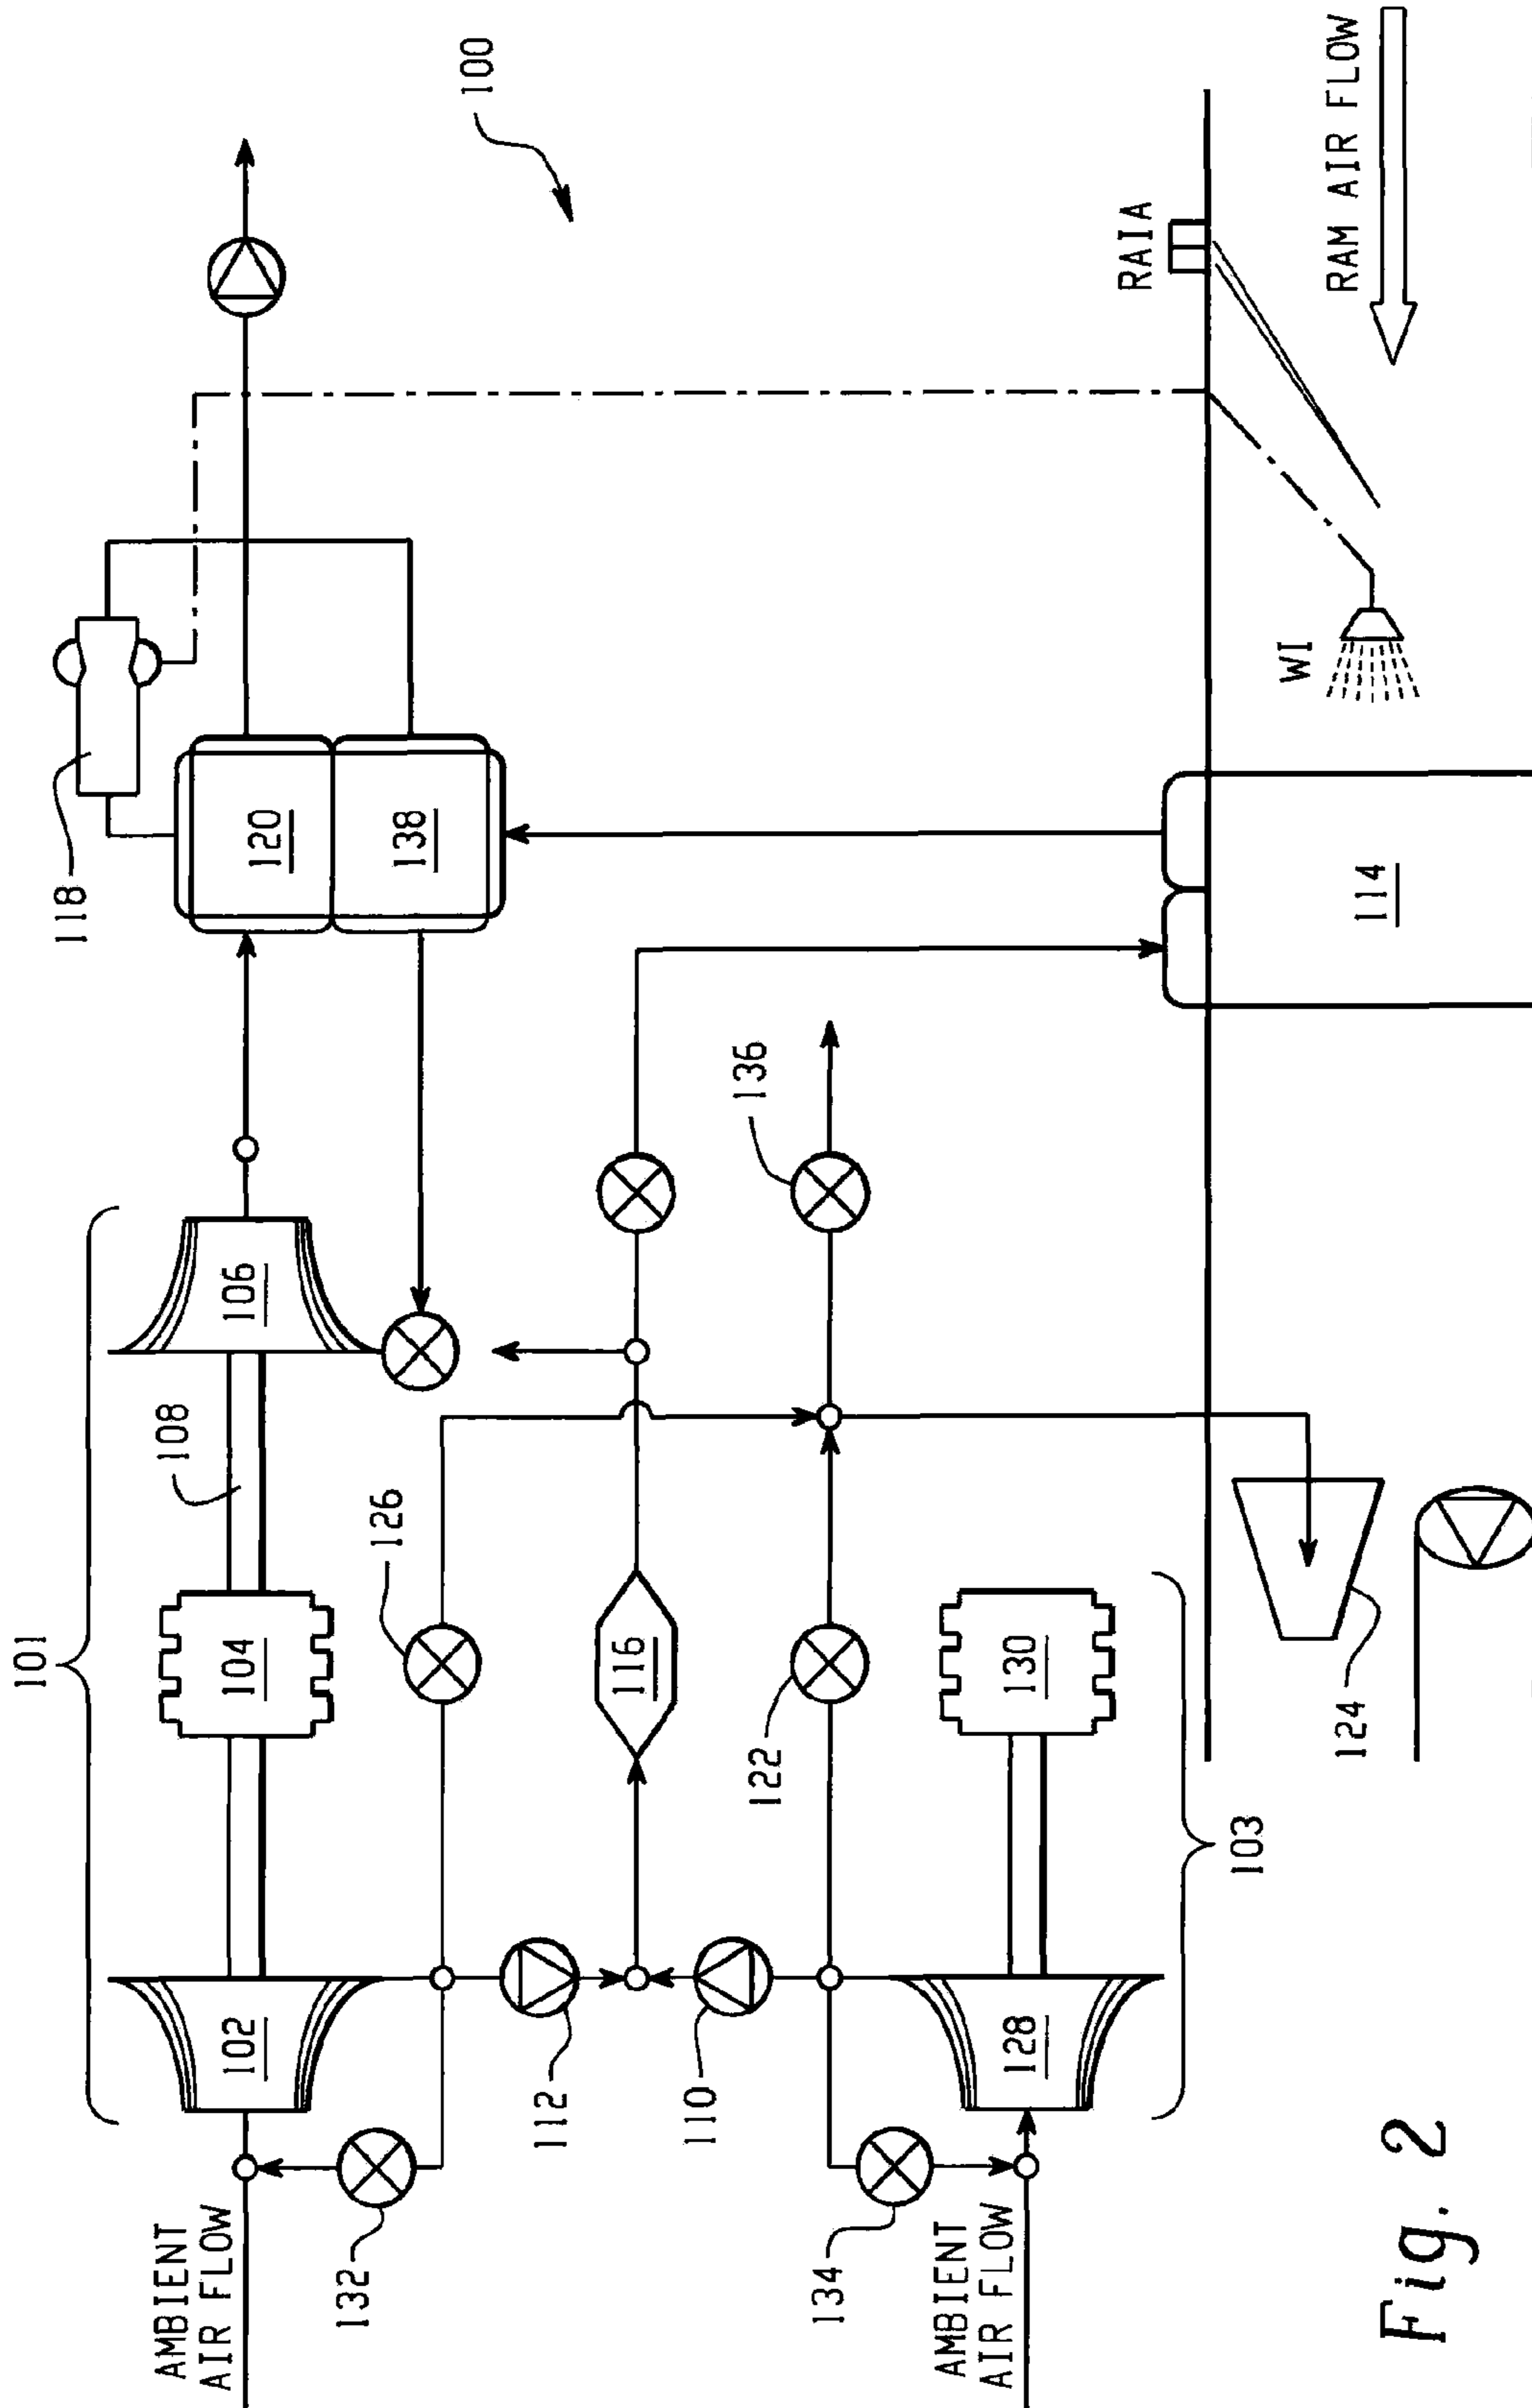 101
118
120
138
100
102
104
106
108
126
132
112
110
116
122
136
134
128
130
103
124
114
AMBIENT
AIR FLOW
AMBIENT
AIR FLOW
RAIA
WI
RAM AIR FLOW
Fig. 2